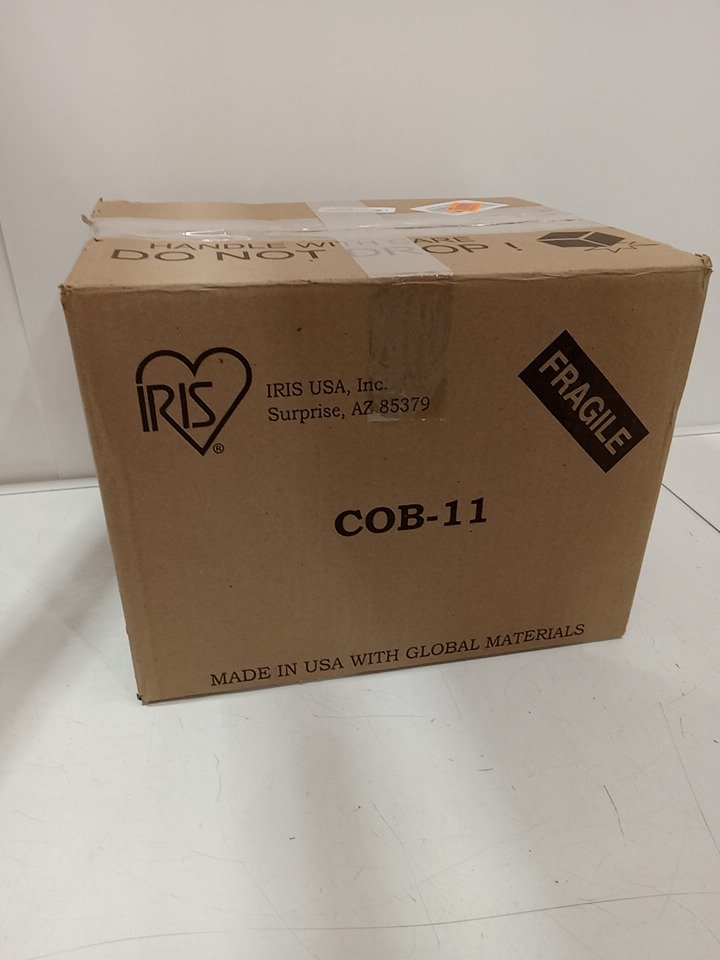 HANDLE WITH CARE
DO NOT DROP !
IRIS
®
IRIS USA, Inc.
Surprise, AZ 85379
FRAGILE
COB-11
MADE IN USA WITH GLOBAL MATERIALS